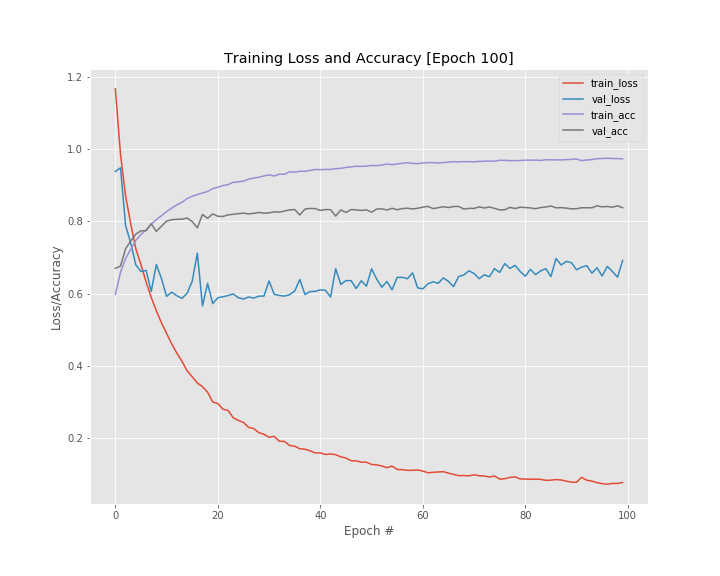 Training Loss and Accuracy [Epoch 100]
train_loss
val_loss
train_acc
val_acc
1.2
1.0
0.8
0.6
0.4
0.2
Loss/Accuracy
0 20 40 60 80 100
Epoch #